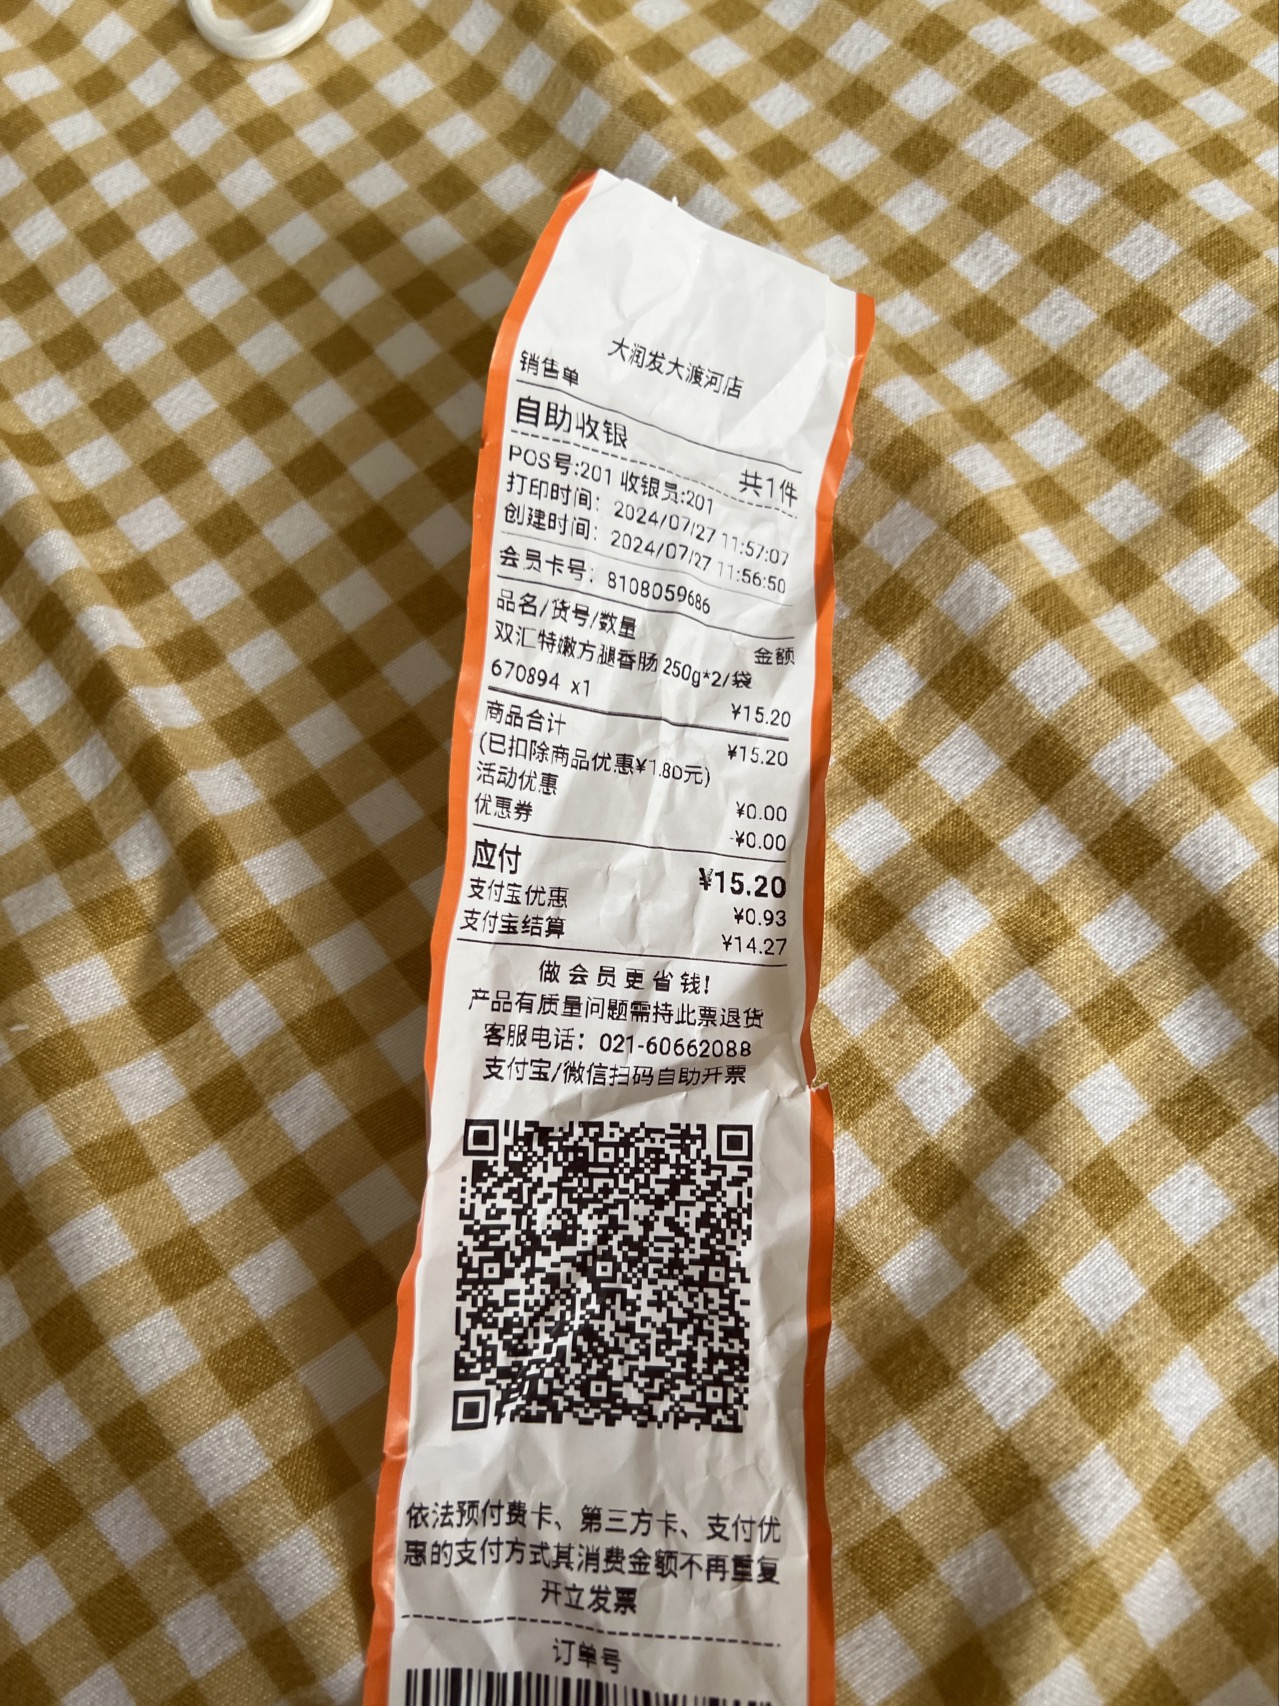 大润发大渡河店
销售单
自助收银 共1件
POS号:201 收银员:201
打印时间: 2024/07/27 11:57:07
创建时间: 2024/07/27 11:56:50
会员卡号: 8108059686
品名/货号/数量 金额
双汇特嫩方腿香肠 250g*2/袋
670894 x1 ¥15.20
商品合计 ¥15.20
(已扣除商品优惠¥1.80元)
活动优惠 ¥0.00
优惠券 -¥0.00
应付 ¥15.20
支付宝优惠 ¥0.93
支付宝结算 ¥14.27
做会员更省钱!
产品有质量问题需持此票退货
客服电话: 021-60662088
支付宝/微信扫码自助开票
依法预付费卡、第三方卡、支付优
惠的支付方式其消费金额不再重复
开立发票
订单号